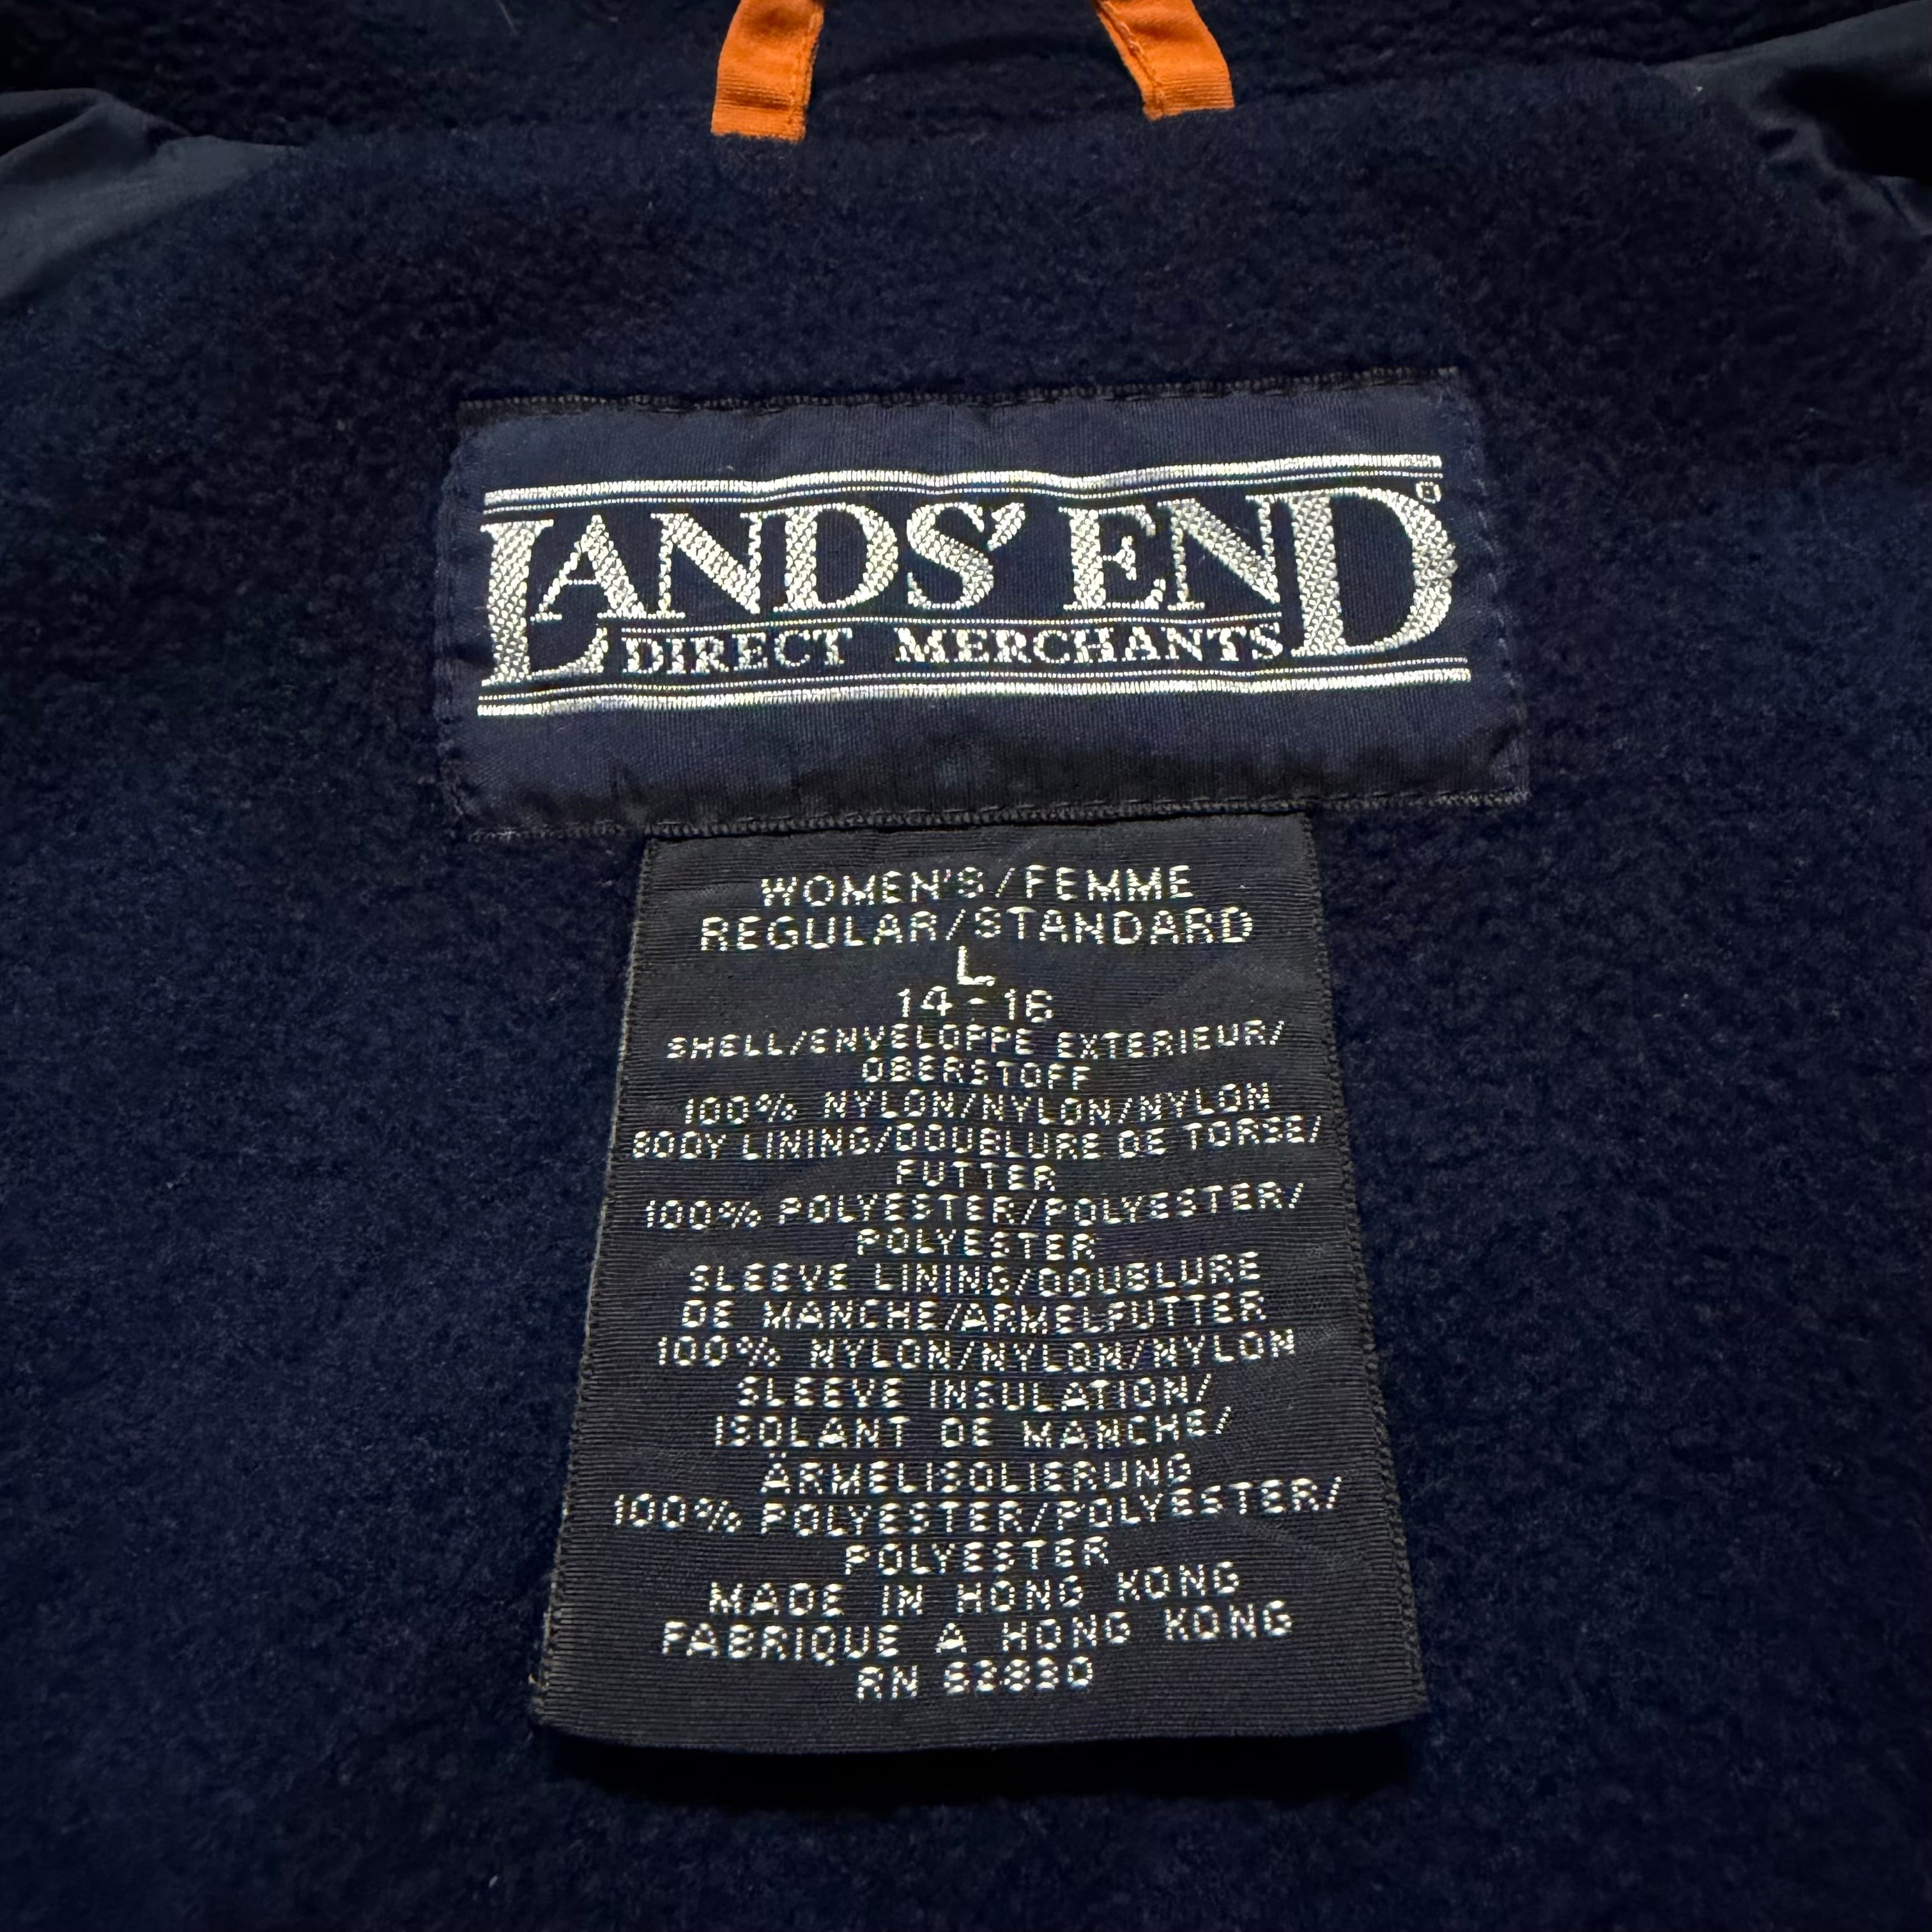 LANDS' END®
DIRECT MERCHANTS
WOMEN'S/FEMME
REGULAR/STANDARD
L
14-16
SHELL/ENVELOPPE EXTERIEUR/
OBERSTOFF
100% NYLON/NYLON/NYLON
BODY LINING/DOUBLURE DE TORSE/
FUTTER
100% POLYESTER/POLYESTER/
POLYESTER
SLEEVE LINING/DOUBLURE
DE MANCHE/ARMELFUTTER
100% NYLON/NYLON/NYLON
SLEEVE INSULATION/
ISOLANT DE MANCHE/
ÄRMELISOLIERUNG
100% POLYESTER/POLYESTER/
POLYESTER
MADE IN HONG KONG
FABRIQUE A HONG KONG
RN 62830